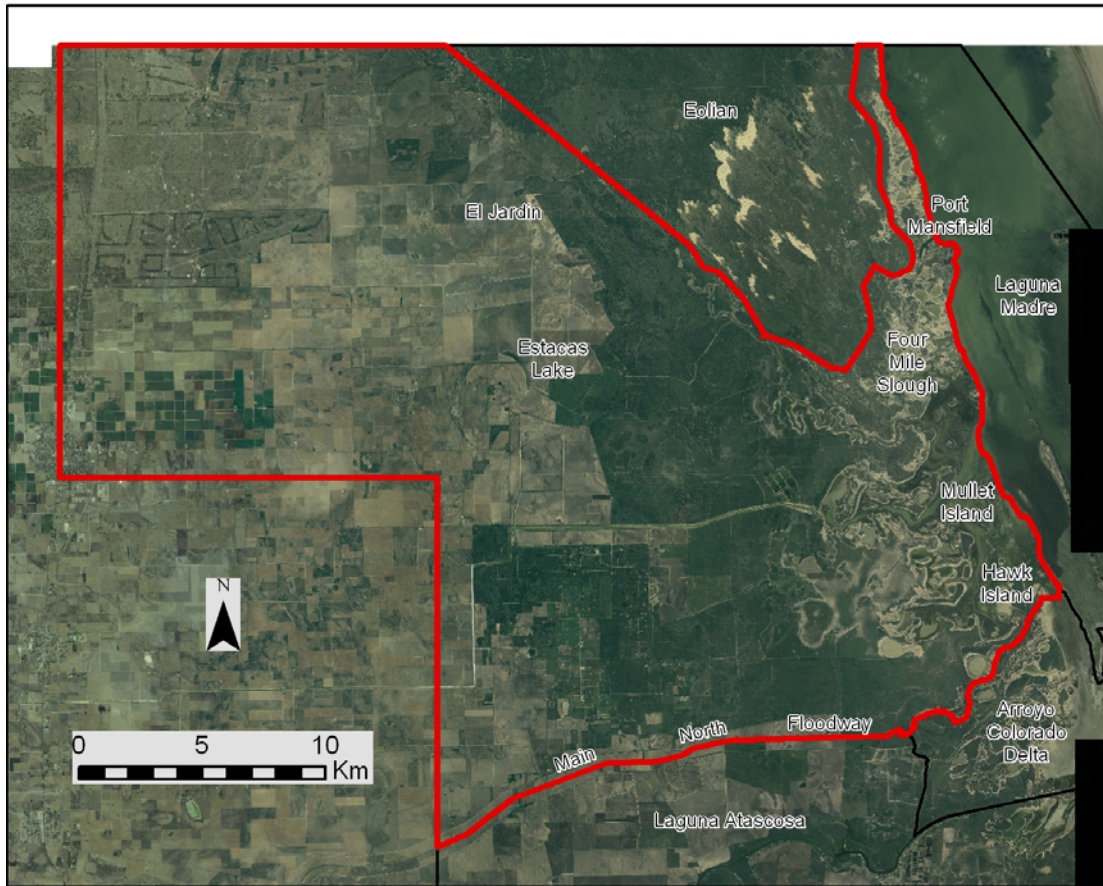 Eolian
El Jardin
Port
Mansfield
Laguna
Madre
Four
Mile
Slough
Estacas
Lake
Mullet
Island
Hawk
Island
N
Arroyo
Colorado
Delta
Main North Floodway
0 5 10
Km
Laguna Atascosa